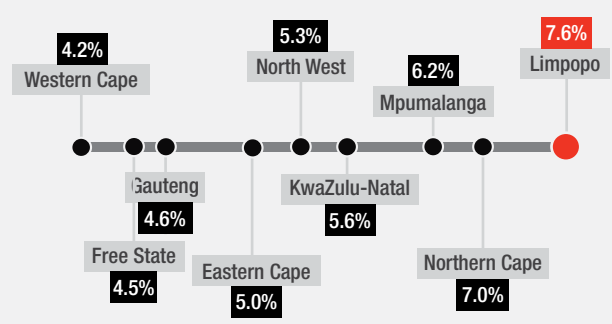 4.2%
Western Cape
5.3%
North West
6.2%
Mpumalanga
7.6%
Limpopo
Gauteng
4.6%
Free State
4.5%
Eastern Cape
5.0%
KwaZulu-Natal
5.6%
Northern Cape
7.0%